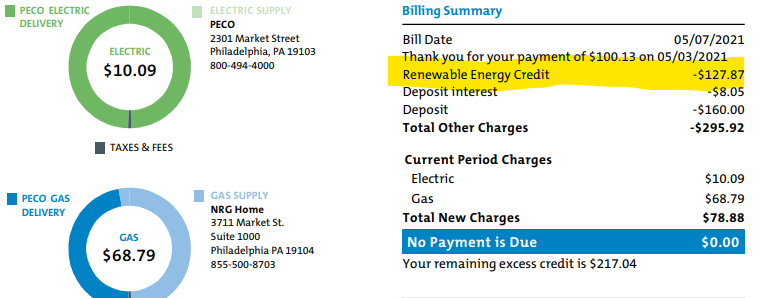 PECO ELECTRIC
DELIVERY
ELECTRIC
$10.09
ELECTRIC SUPPLY
PECO
2301 Market Street
Philadelphia, PA 19103
800-494-4000
TAXES & FEES
PECO GAS
DELIVERY
GAS
$68.79
GAS SUPPLY
NRG Home
3711 Market St.
Suite 1000
Philadelphia PA 19104
855-500-8703
Billing Summary
Bill Date 05/07/2021
Thank you for your payment of $100.13 on 05/03/2021
Renewable Energy Credit -$127.87
Deposit interest -$8.05
Deposit -$160.00
Total Other Charges -$295.92
Current Period Charges
Electric $10.09
Gas $68.79
Total New Charges $78.88
No Payment is Due $0.00
Your remaining excess credit is $217.04